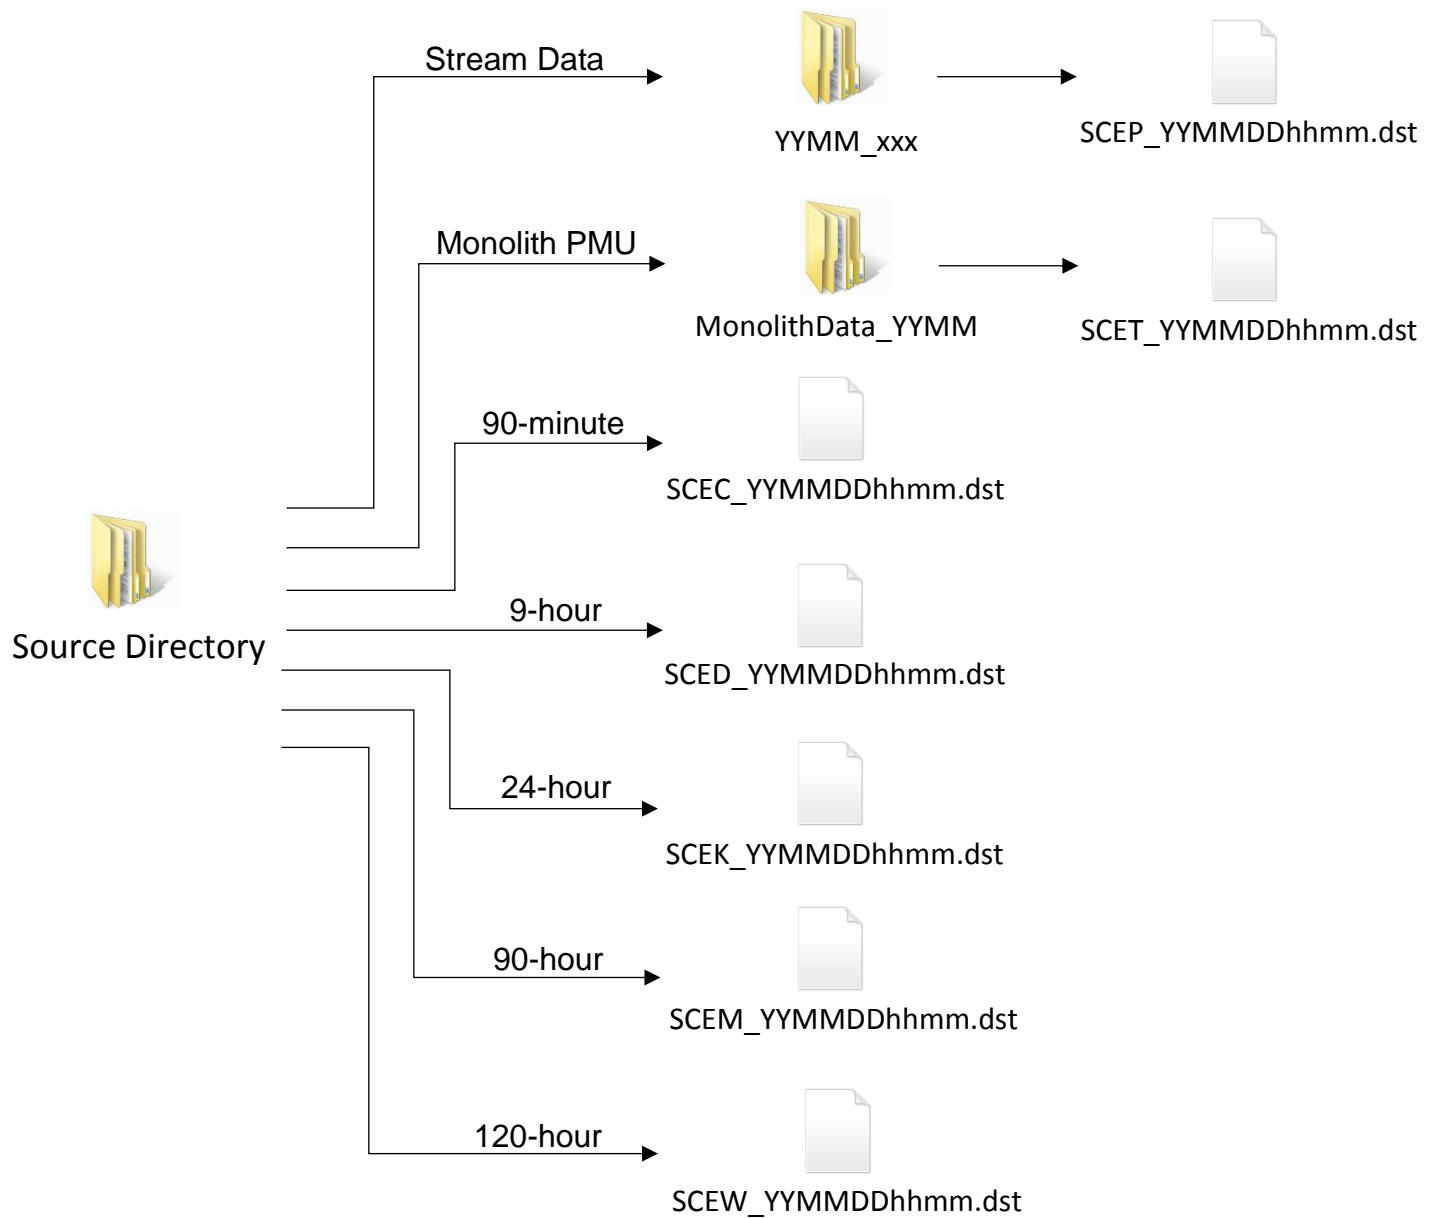 Stream Data
YYMM_xxx
SCEP_YYMMDDhhmm.dst
Monolith PMU
MonolithData_YYMM
SCET_YYMMDDhhmm.dst
90-minute
SCEC_YYMMDDhhmm.dst
Source Directory
9-hour
SCED_YYMMDDhhmm.dst
24-hour
SCEK_YYMMDDhhmm.dst
90-hour
SCEM_YYMMDDhhmm.dst
120-hour
SCEW_YYMMDDhhmm.dst